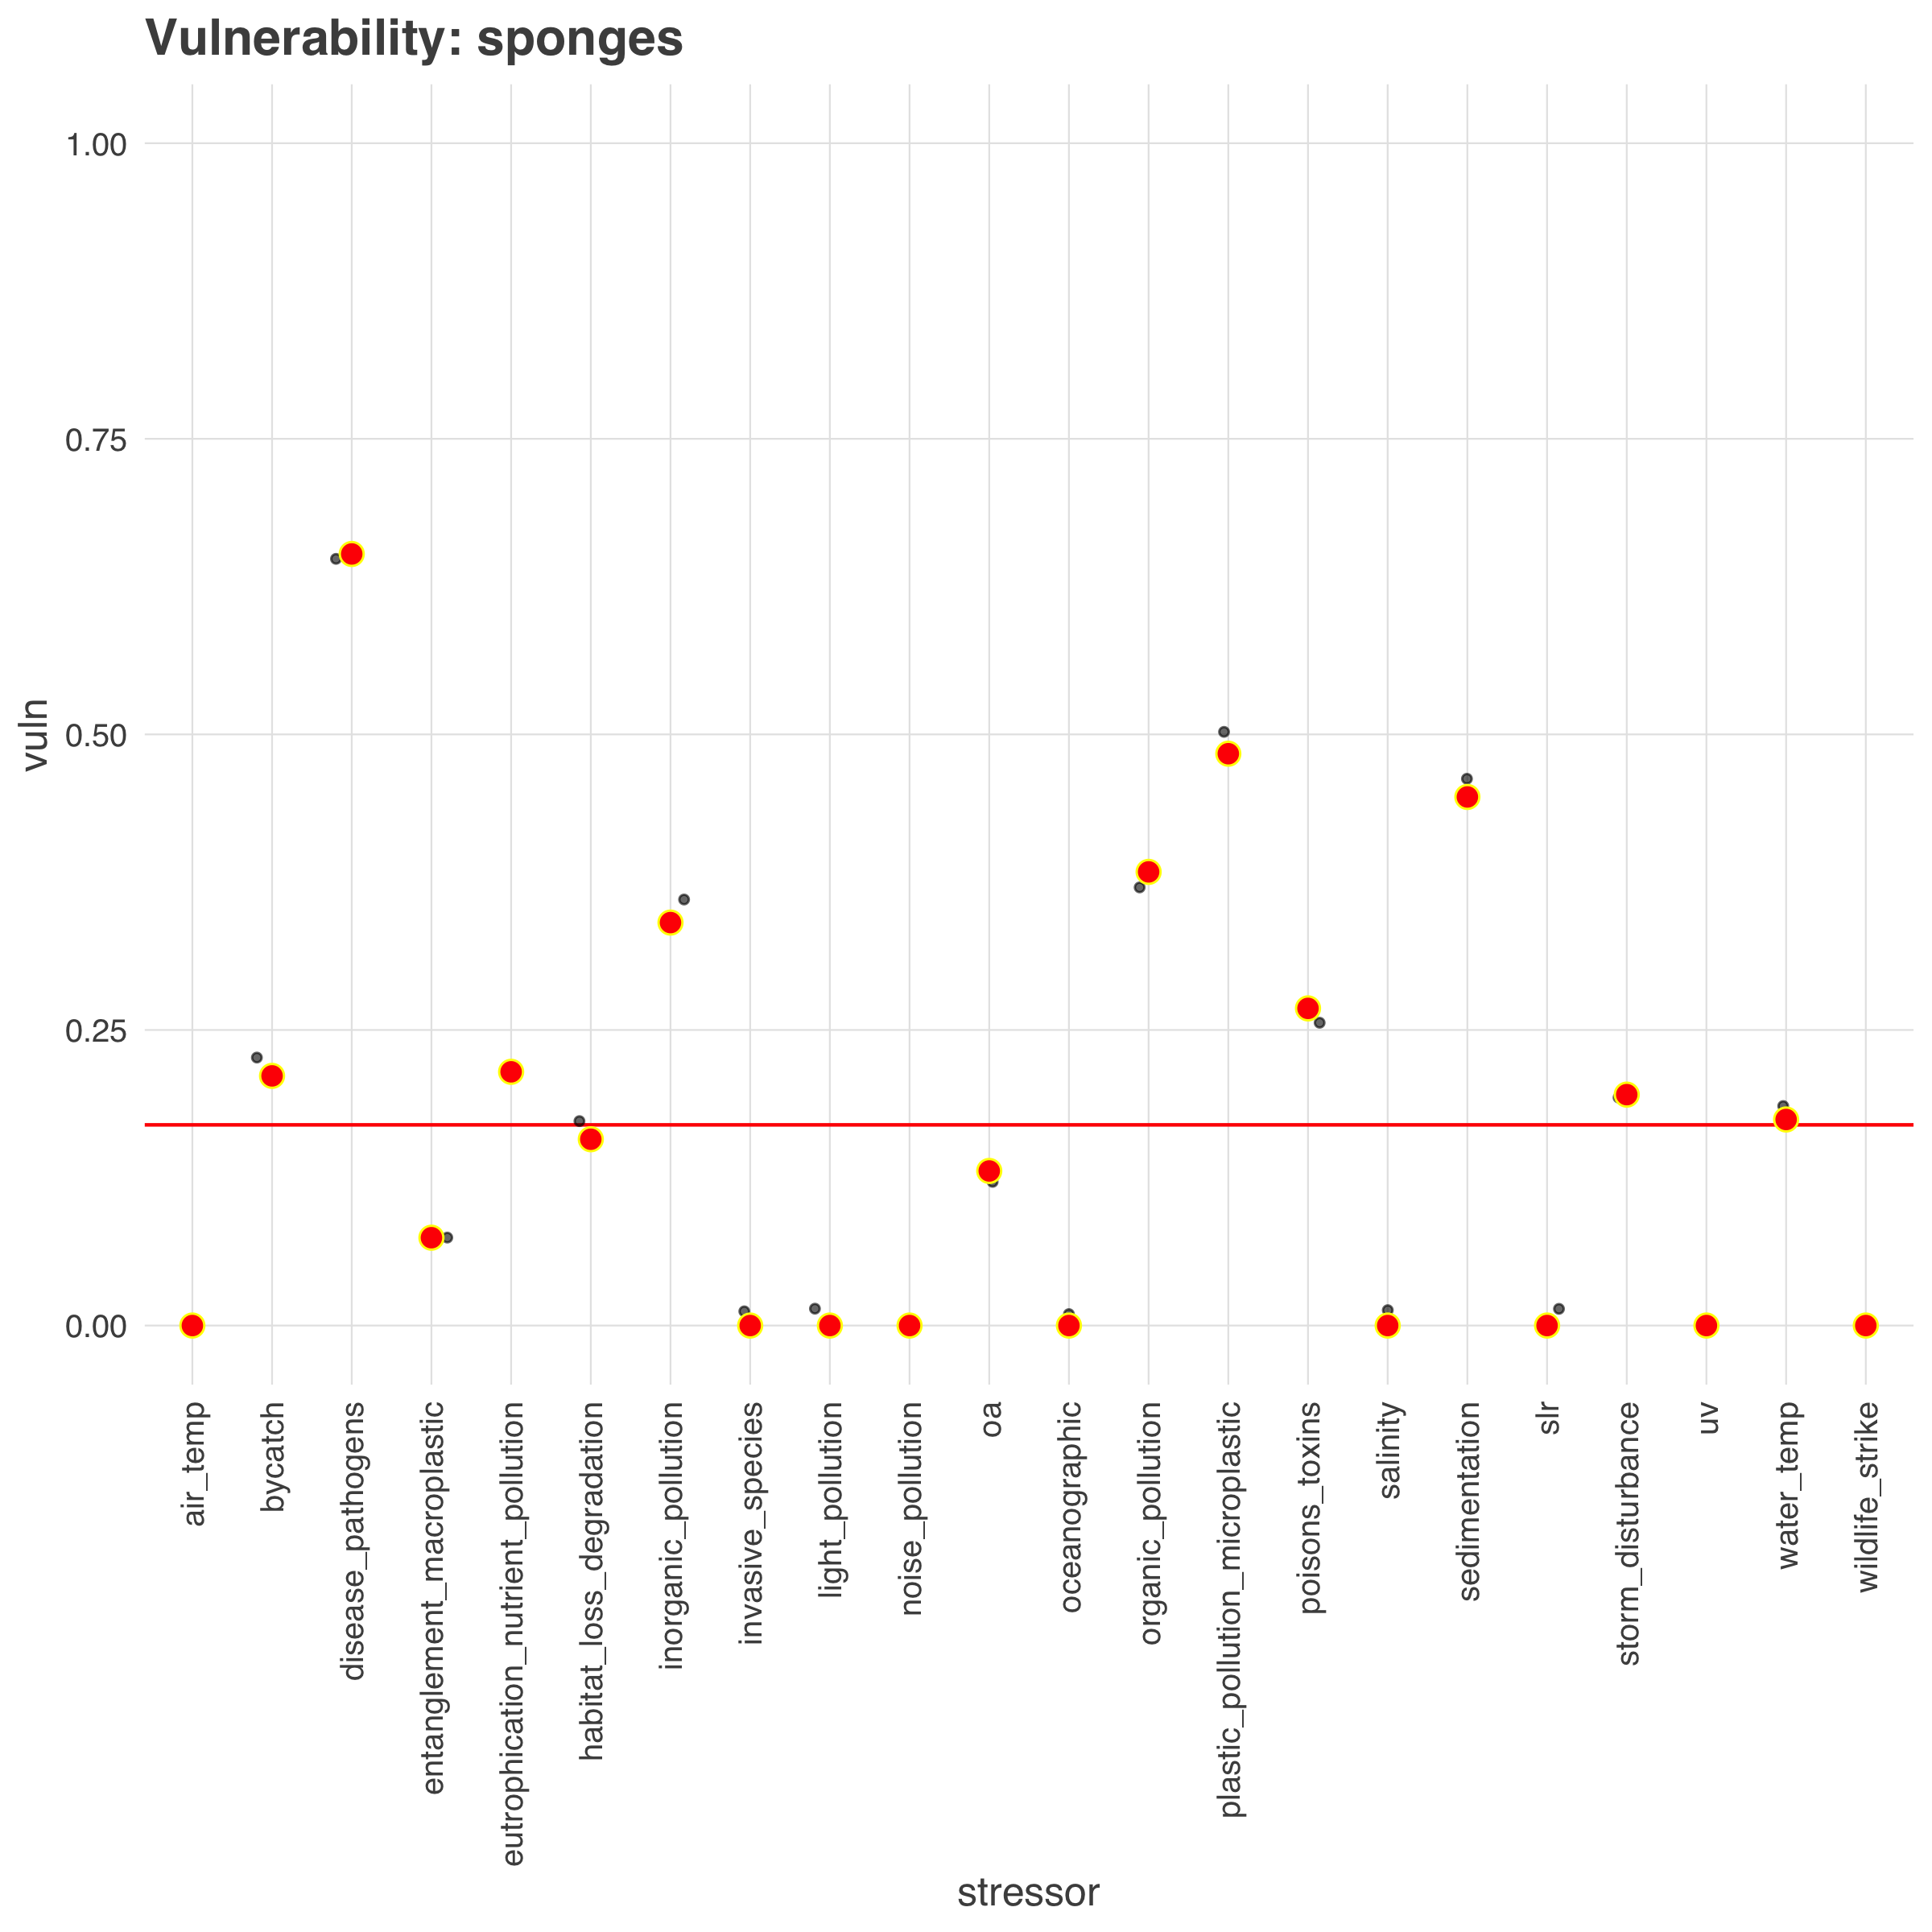 Vulnerability: sponges
1.00
0.75
0.50
0.25
0.00
vuln
air_temp
bycatch
disease_pathogens
entanglement_macroplastic
eutrophication_nutrient_pollution
habitat_loss_degradation
inorganic_pollution
invasive_species
light_pollution
noise_pollution
oa
oceanographic
organic_pollution
plastic_pollution_microplastic
poisons_toxins
salinity
sedimentation
slr
storm_disturbance
uv
water_temp
wildlife_strike
stressor